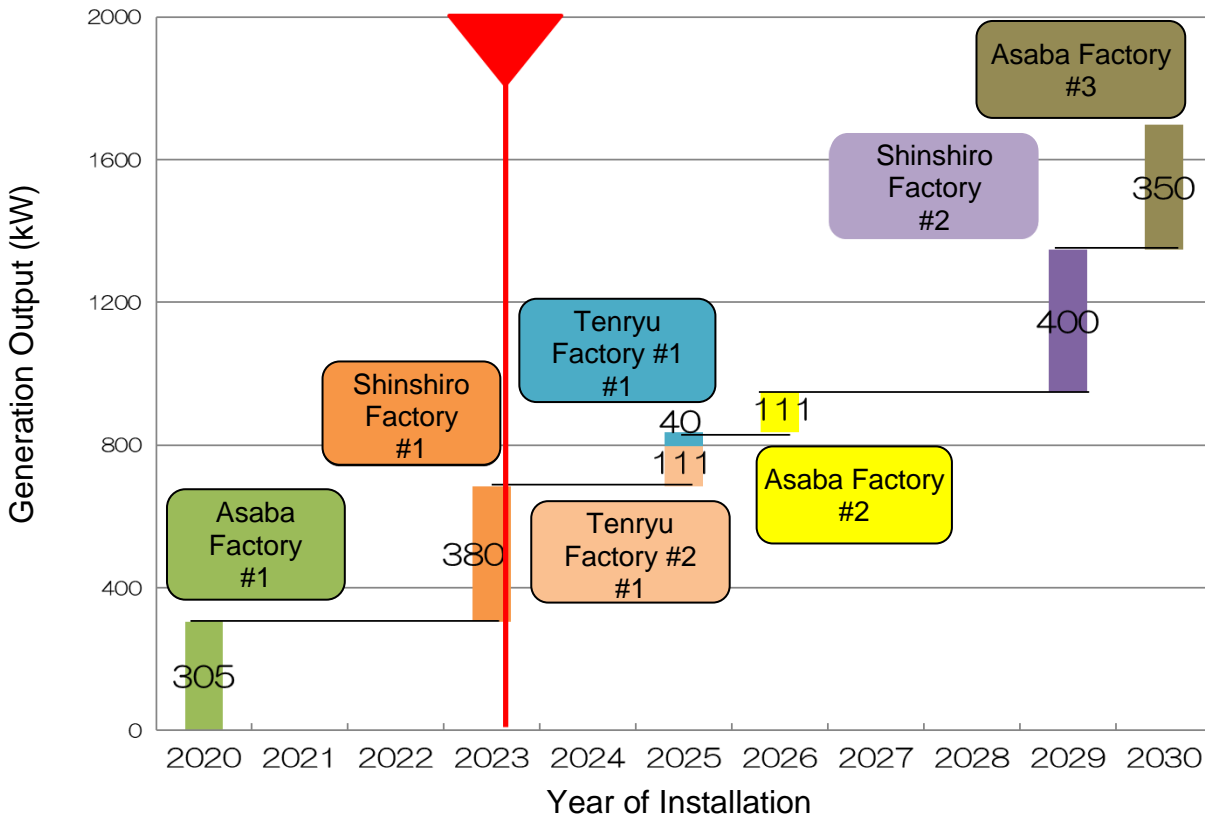 Generation Output (kW)
2000
1600
1200
800
400
0
Asaba Factory
#3
Shinshiro
Factory
#2
350
400
Tenryu
Factory #1
#1
Shinshiro
Factory
#1
40
111
111
Asaba Factory
#2
Asaba
Factory
#1
380
Tenryu
Factory #2
#1
305
2020 2021 2022 2023 2024 2025 2026 2027 2028 2029 2030
Year of Installation